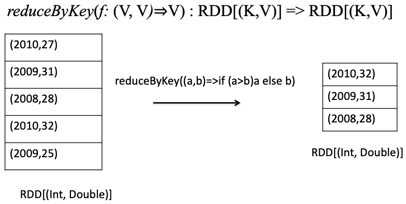 reduceByKey(f: (V, V)⇒V) : RDD[(K,V)] => RDD[(K,V)]
(2010,27)
(2009,31)
(2008,28)
(2010,32)
(2009,25)
RDD[(Int, Double)]
reduceByKey((a,b)=>if (a>b)a else b)
(2010,32)
(2009,31)
(2008,28)
RDD[(Int, Double)]